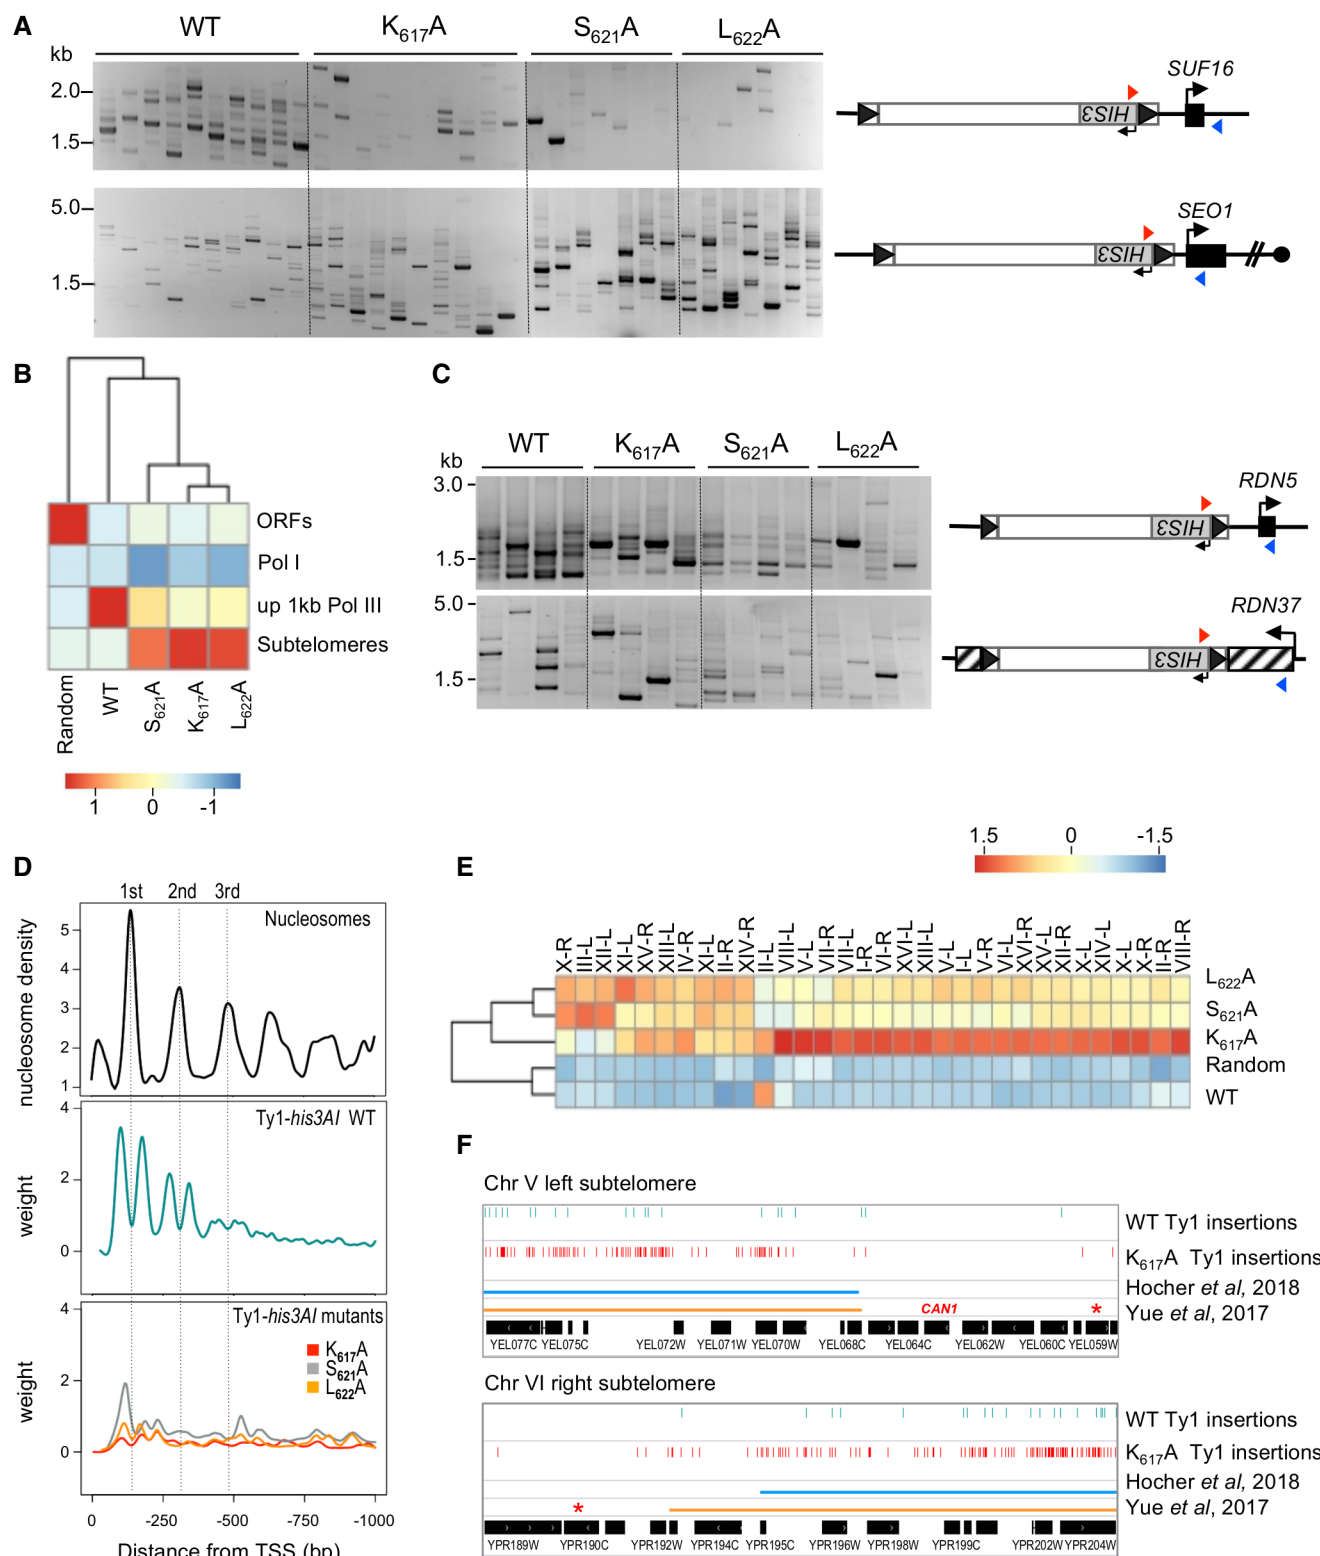 A
WT K617A S621A L622A
kb
2.0
1.5
5.0
1.5
SUF16
HIS3
SEO1
HIS3
B
ORFs
Pol I
up 1kb Pol III
Subtelomeres
Random WT S621A K617A L622A
1 0 -1
C
WT K617A S621A L622A
kb
3.0
1.5
5.0
1.5
RDN5
HIS3
RDN37
HIS3
D
1st 2nd 3rd
Nucleosomes
nucleosome density
5
4
3
2
1
Ty1-his3AI WT
weight
4
2
0
Ty1-his3AI mutants
K617A
S621A
L622A
weight
4
2
0
0 -250 -500 -750 -1000
Distance from TSS (bp)
E
1.5 0 -1.5
X-R III-L XII-L XI-L XV-R XIII-L IV-R XI-L I-R XIV-R II-L VIII-L V-L VII-R VII-L I-R VI-R XVI-L XIII-L V-L I-L V-R VI-L XVI-R XV-L XII-R X-L XIV-L X-L X-R II-R VIII-R
L622A
S621A
K617A
Random
WT
F
Chr V left subtelomere
WT Ty1 insertions
K617A Ty1 insertions
Hocher et al, 2018
CAN1 *
Yue et al, 2017
YEL077C YEL075C YEL072W YEL071W YEL070W YEL068C YEL064C YEL062W YEL060C YEL059W
Chr VI right subtelomere
WT Ty1 insertions
K617A Ty1 insertions
Hocher et al, 2018
*
Yue et al, 2017
YPR189W YPR190C YPR192W YPR194C YPR195C YPR196W YPR198W YPR199C YPR202W YPR204W